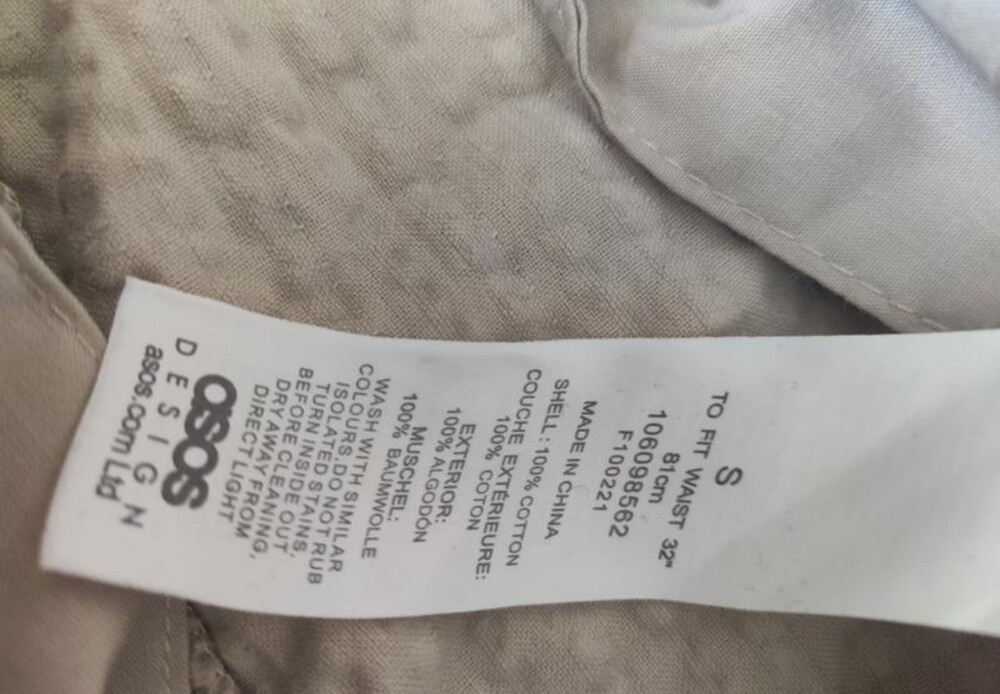 S
TO FIT WAIST 32"
81cm
106098562
F100221
MADE IN CHINA
SHELL : 100% COTTON
COUCHE EXTÉRIEURE:
100% COTON
EXTERIOR:
100% ALGODÓN
MUSCHEL:
100% BAUMWOLLE
WASH WITH SIMILAR
COLOURS.DO NOT RUB
ISOLATED STAINS.
TURN INSIDE OUT
BEFORE CLEANING,
DRY AWAY FROM
DIRECT LIGHT
asos
DESIGN
asos.com Ltd